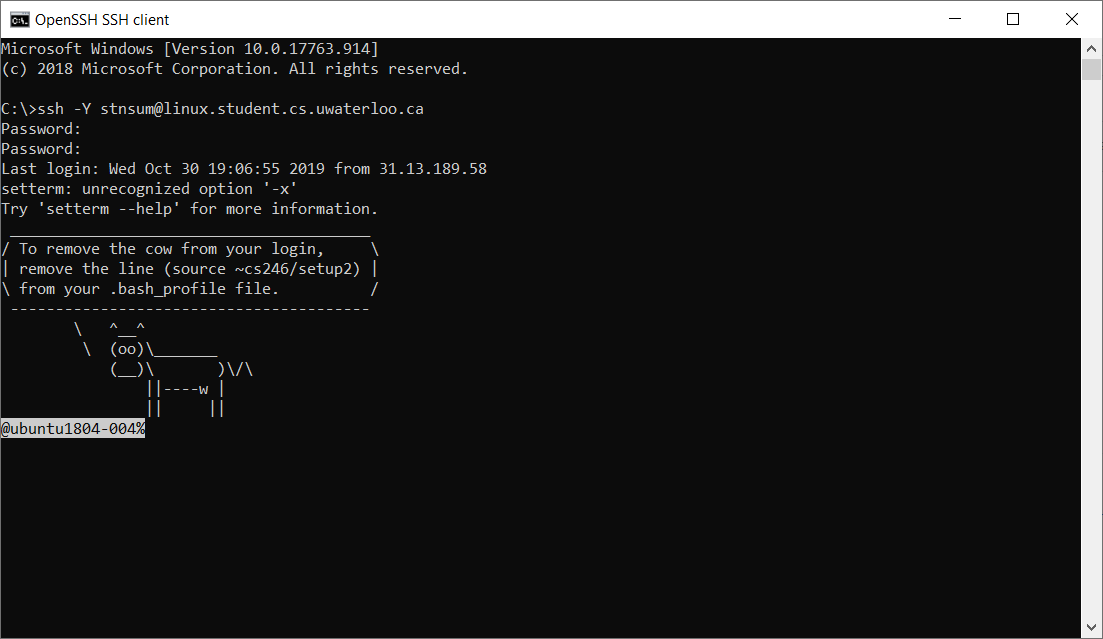 OpenSSH SSH client
Microsoft Windows [Version 10.0.17763.914]
(c) 2018 Microsoft Corporation. All rights reserved.

C:\>ssh -Y stnsum@linux.student.cs.uwaterloo.ca
Password:
Password:
Last login: Wed Oct 30 19:06:55 2019 from 31.13.189.58
setterm: unrecognized option '-x'
Try 'setterm --help' for more information.
 ________________________________________
/ To remove the cow from your login,     \
| remove the line (source ~cs246/setup2) |
\ from your .bash_profile file.          /
 ----------------------------------------
        \   ^__^
         \  (oo)\_______
            (__)\       )\/\
                ||----w |
                ||     ||
@ubuntu1804-004%